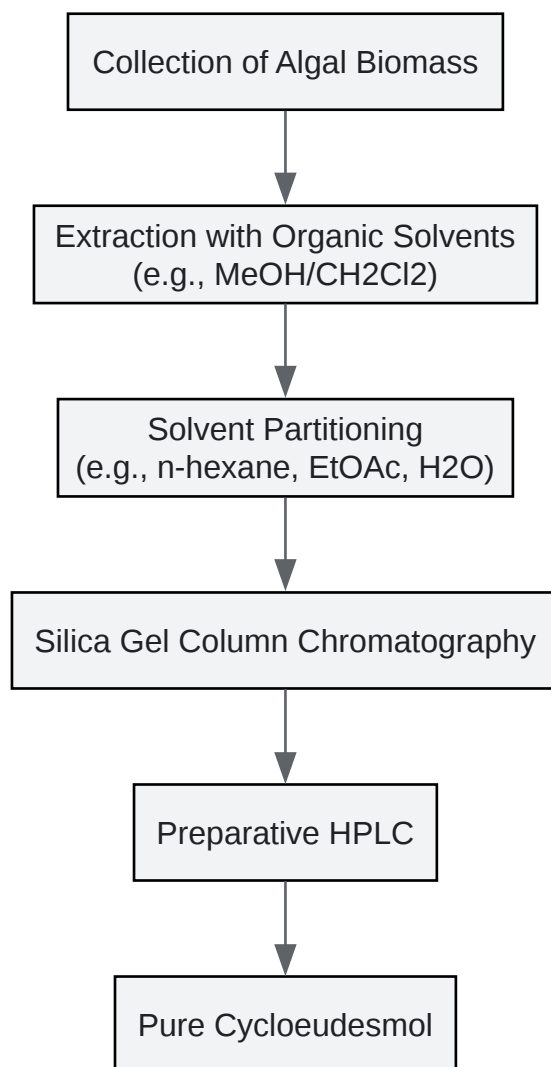 Collection of Algal Biomass
Extraction with Organic Solvents
(e.g., MeOH/CH2Cl2)
Solvent Partitioning
(e.g., n-hexane, EtOAc, H2O)
Silica Gel Column Chromatography
Preparative HPLC
Pure Cycloeudesmol